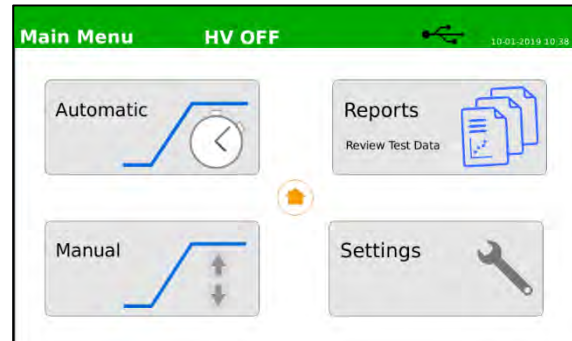 Main Menu HV OFF 10-01-2019 10:38
Automatic
Reports
Review Test Data
Manual
Settings